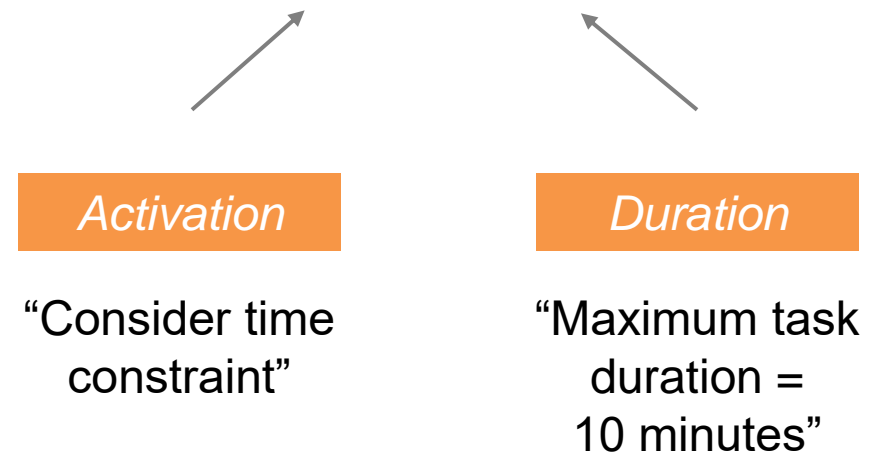 Activation
“Consider time
constraint”
Duration
“Maximum task
duration =
10 minutes”